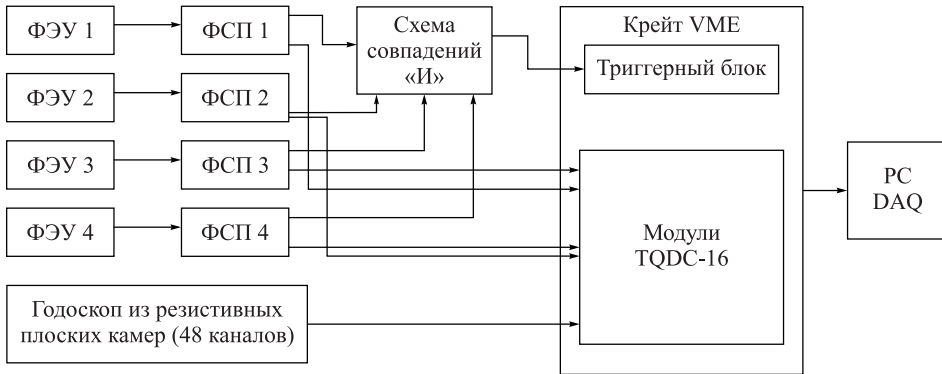 ФЭУ 1
ФСП 1
Схема
совпадений
«И»
Крейт VME
Триггерный блок
ФЭУ 2
ФСП 2
ФЭУ 3
ФСП 3
ФЭУ 4
ФСП 4
Модули
TQDC-16
PC
DAQ
Годоскоп из резистивных
плоских камер (48 каналов)